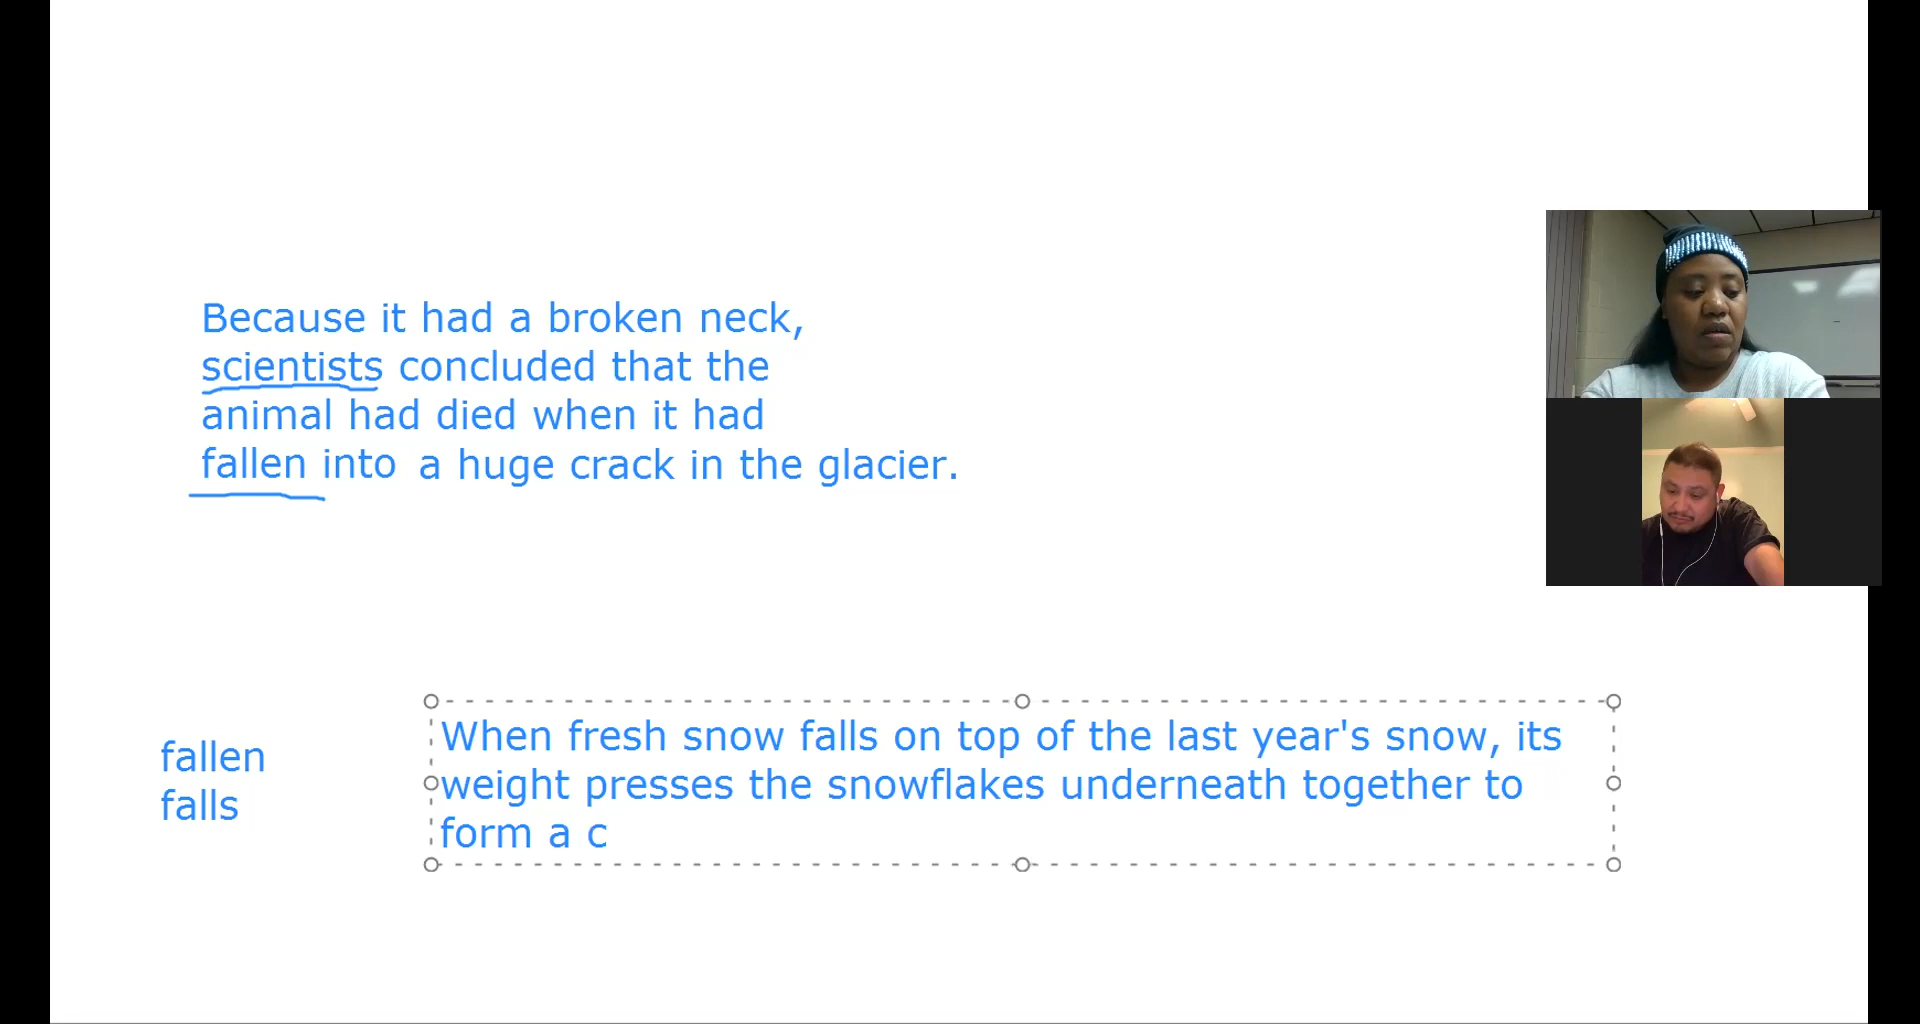 Because it had a broken neck,
scientists concluded that the
animal had died when it had
fallen into a huge crack in the glacier.
fallen
falls
When fresh snow falls on top of the last year's snow, its
weight presses the snowflakes underneath together to
form a c